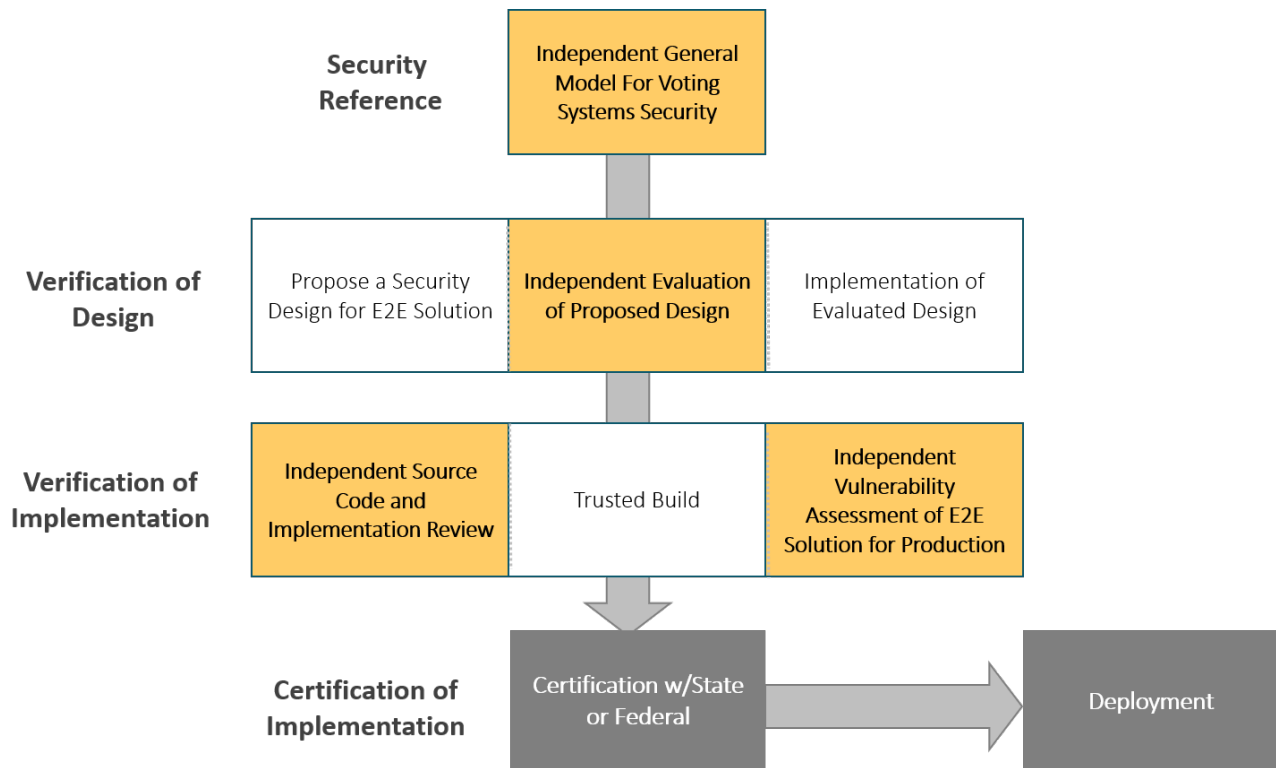 Security
Reference
Independent General
Model For Voting
Systems Security
Verification of
Design
Propose a Security
Design for E2E Solution
Independent Evaluation
of Proposed Design
Implementation of
Evaluated Design
Verification of
Implementation
Independent Source
Code and
Implementation Review
Trusted Build
Independent
Vulnerability
Assessment of E2E
Solution for Production
Certification of
Implementation
Certification w/State
or Federal
Deployment